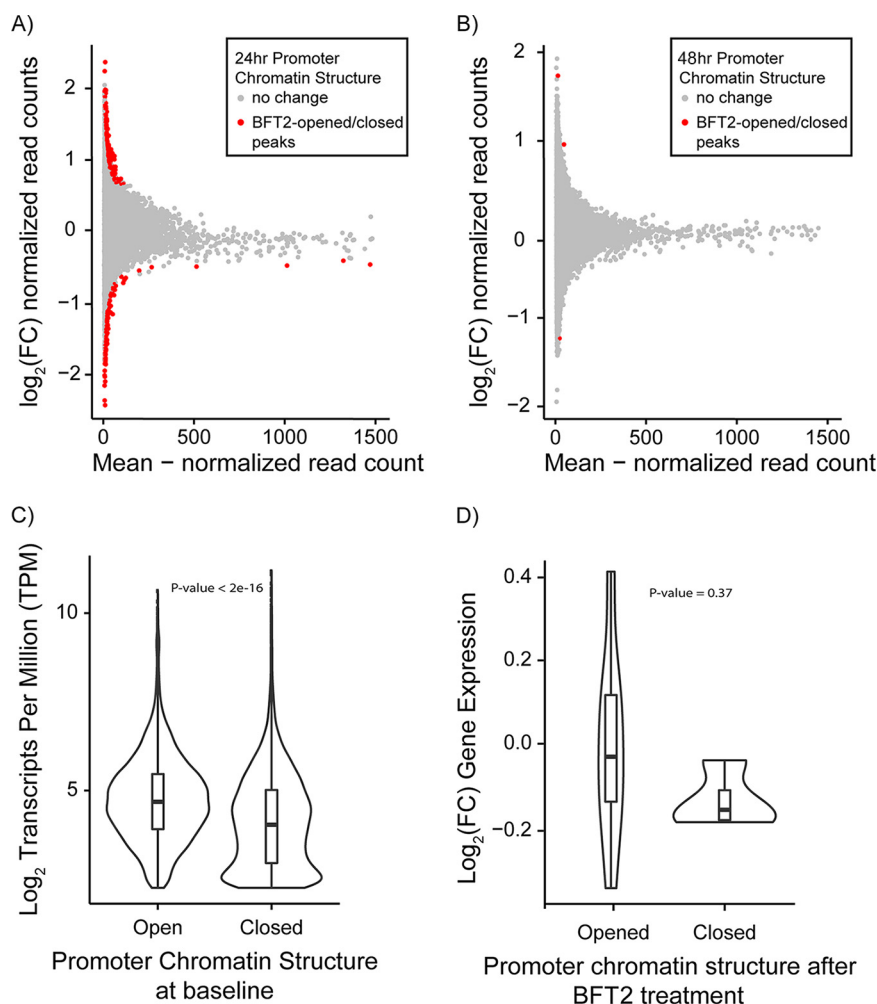 A)
24hr Promoter
Chromatin Structure
no change
BFT2-opened/closed
peaks
2
1
0
−1
−2
log2(FC) normalized read counts
0
500
1000
1500
Mean − normalized read count
B)
48hr Promoter
Chromatin Structure
no change
BFT2-opened/closed
peaks
2
1
0
−1
−2
log2(FC) normalized read counts
0
500
1000
1500
Mean − normalized read count
C)
P-value < 2e-16
10
5
Log2 Transcripts Per Million (TPM)
Open
Closed
Promoter Chromatin Structure
at baseline
D)
P-value = 0.37
0.4
0.2
0.0
−0.2
Log2(FC) Gene Expression
Opened
Closed
Promoter chromatin structure after
BFT2 treatment